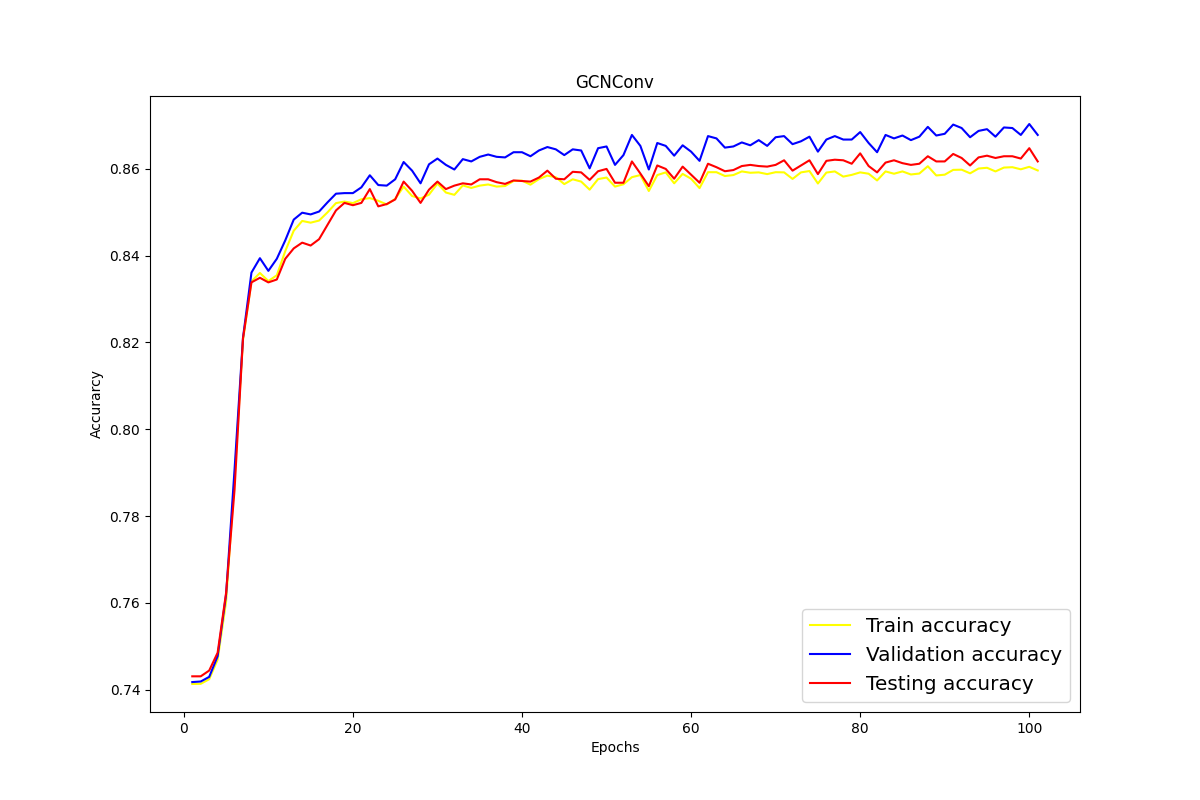 GCNConv
0.86
0.84
0.82
0.80
0.78
0.76
0.74
Accurarcy
0 20 40 60 80 100
Epochs
Train accuracy
Validation accuracy
Testing accuracy